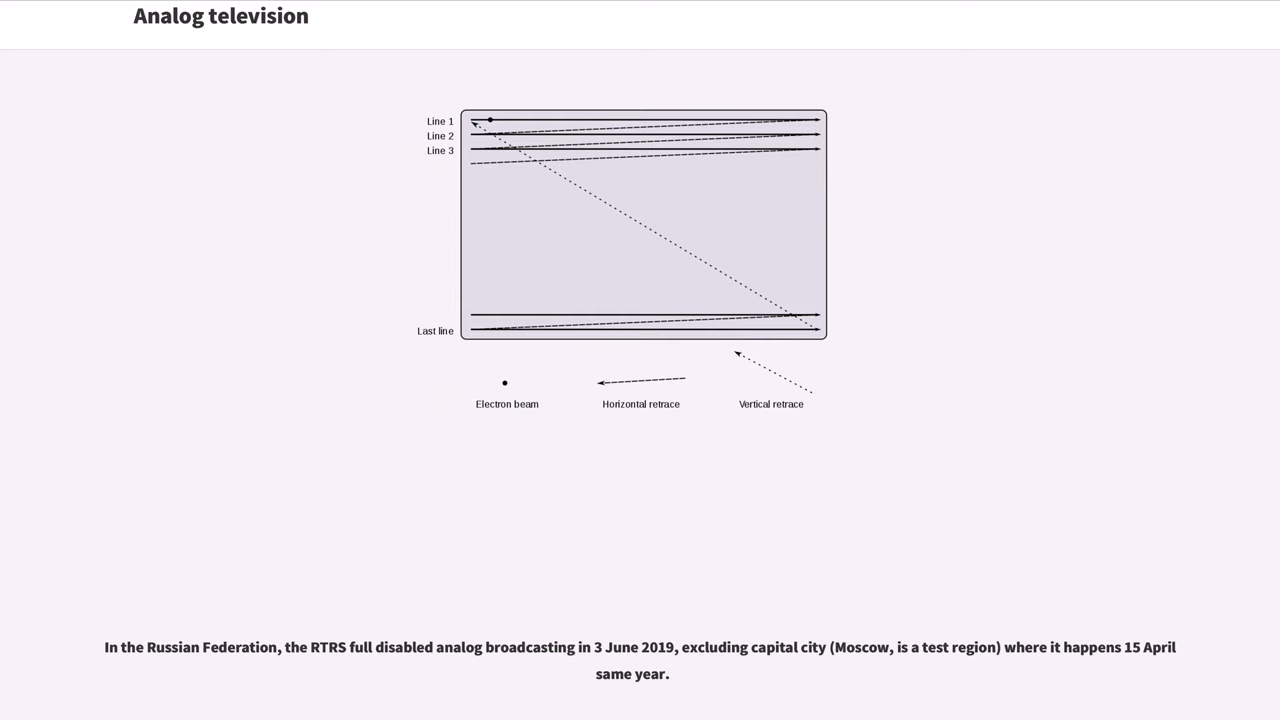 Analog television
Line 1
Line 2
Line 3
Last line
Electron beam
Horizontal retrace
Vertical retrace
In the Russian Federation, the RTRS full disabled analog broadcasting in 3 June 2019, excluding capital city (Moscow, is a test region) where it happens 15 April
same year.